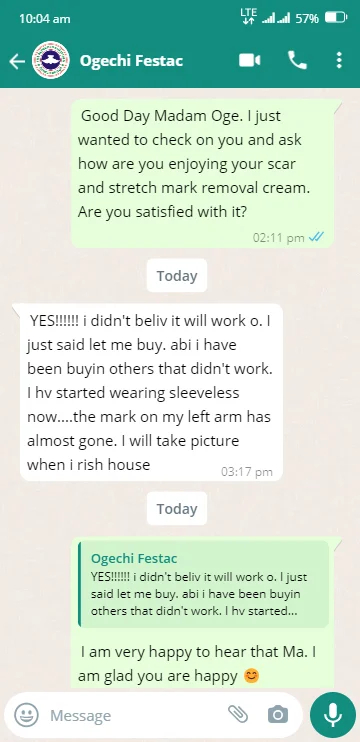 10:04 am LTE 57%
Ogechi Festac
Good Day Madam Oge. I just
wanted to check on you and ask
how are you enjoying your scar
and stretch mark removal cream.
Are you satisfied with it?
02:11 pm
Today
YES!!!!!! i didn't beliv it will work o. I
just said let me buy. abi i have
been buyin others that didn't work.
I hv started wearing sleeveless
now....the mark on my left arm has
almost gone. I will take picture
when i rish house
03:17 pm
Today
Ogechi Festac
YES!!!!!! i didn't beliv it will work o. I just
said let me buy. abi i have been buyin
others that didn't work. I hv started...
I am very happy to hear that Ma. I
am glad you are happy 😊
Message